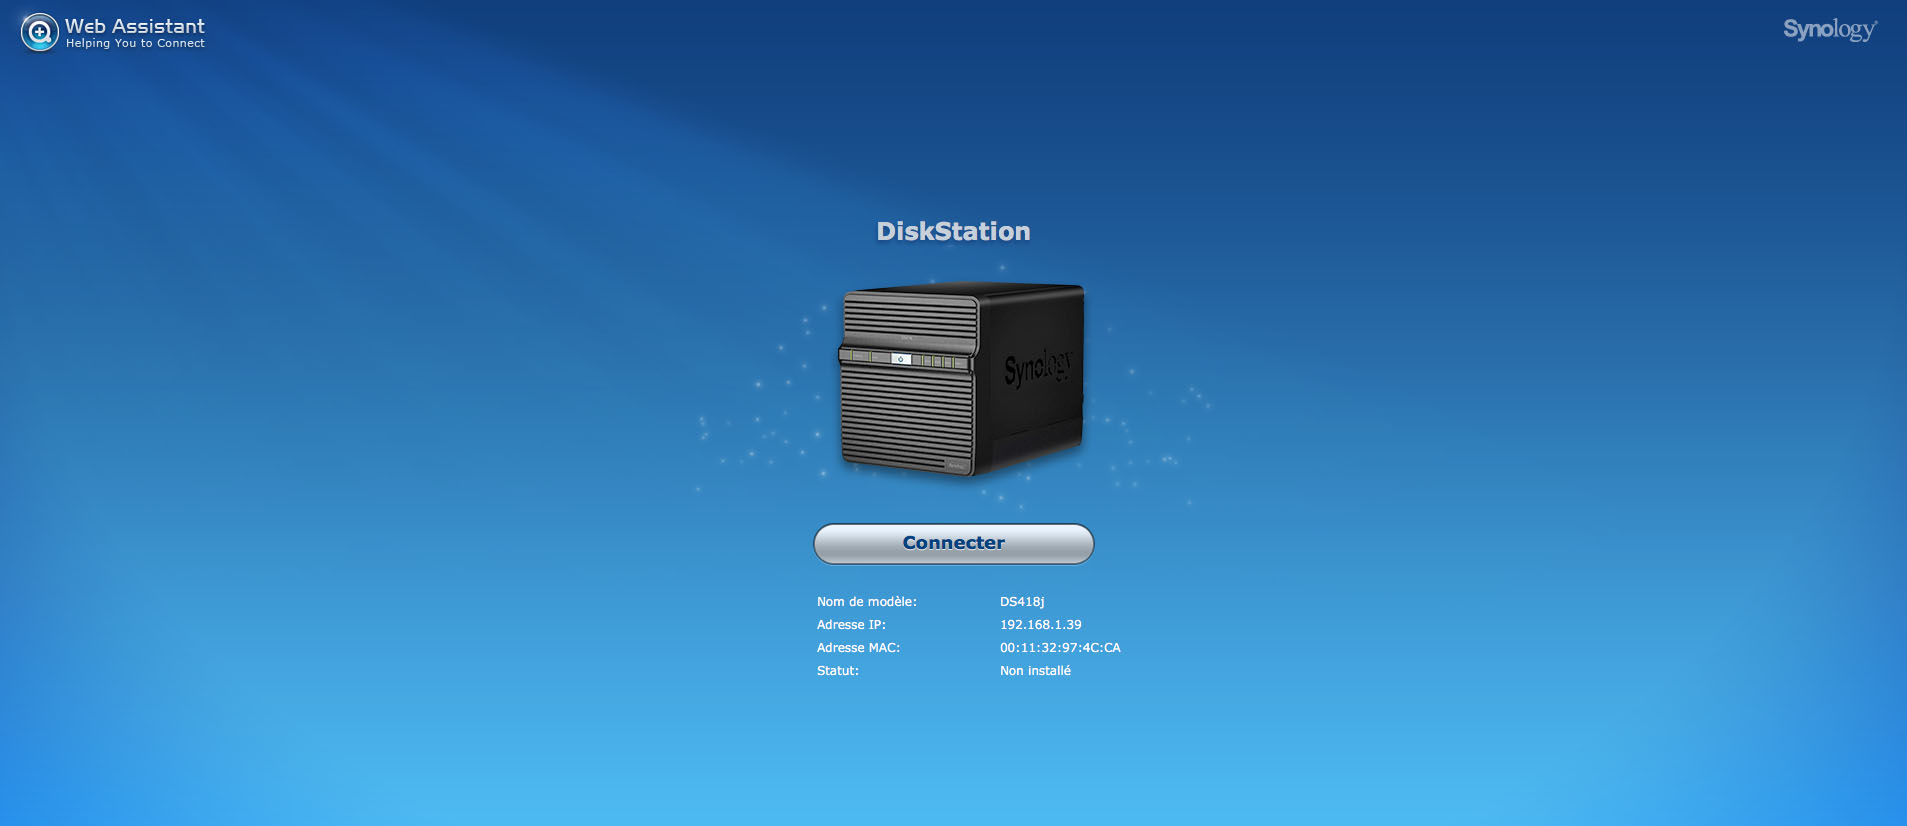 Web Assistant
Helping You to Connect
Synology
DiskStation
Synology
Connecter
Nom de modèle: DS418j
Adresse IP: 192.168.1.39
Adresse MAC: 00:11:32:97:4C:CA
Statut: Non installé